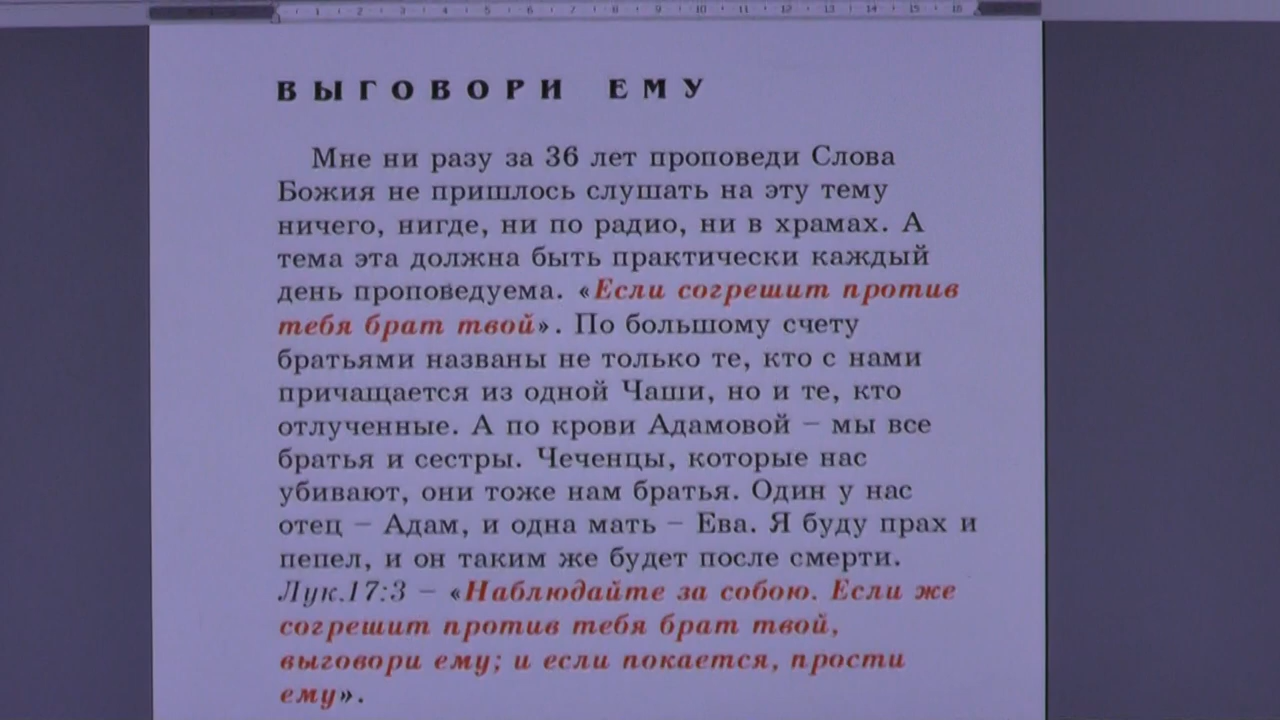 ВЫГОВОРИ ЕМУ
Мне ни разу за 36 лет проповеди Слова
Божия не пришлось слушать на эту тему
ничего, нигде, ни по радио, ни в храмах. А
тема эта должна быть практически каждый
день проповедуема. «Если согрешит против
тебя брат твой». По большому счету
братьями названы не только те, кто с нами
причащается из одной Чаши, но и те, кто
отлученные. А по крови Адамовой – мы все
братья и сестры. Чеченцы, которые нас
убивают, они тоже нам братья. Один у нас
отец – Адам, и одна мать – Ева. Я буду прах и
пепел, и он таким же будет после смерти.
Лук.17:3 – «Наблюдайте за собою. Если же
согрешит против тебя брат твой,
выговори ему; и если покается, прости
ему».